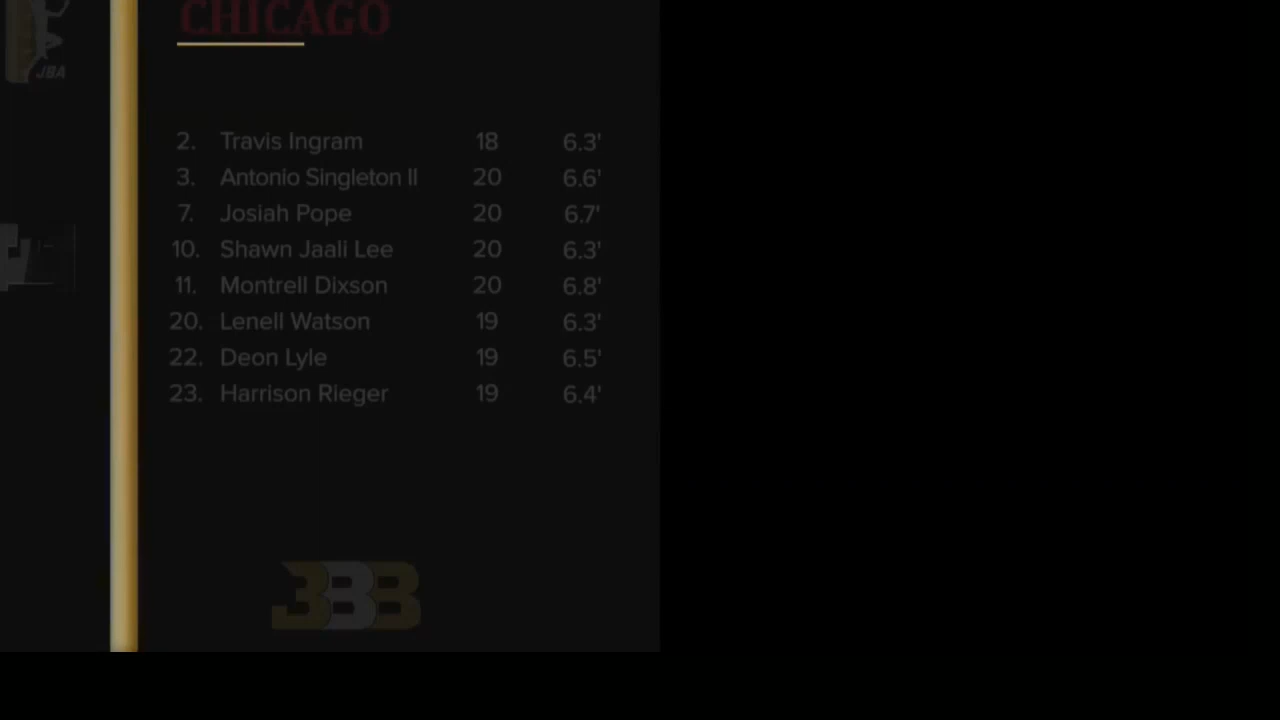 CHICAGO
JBA
2. Travis Ingram 18 6.3'
3. Antonio Singleton II 20 6.6'
7. Josiah Pope 20 6.7'
10. Shawn Jaali Lee 20 6.3'
11. Montrell Dixson 20 6.8'
20. Lenell Watson 19 6.3'
22. Deon Lyle 19 6.5'
23. Harrison Rieger 19 6.4'
BBB